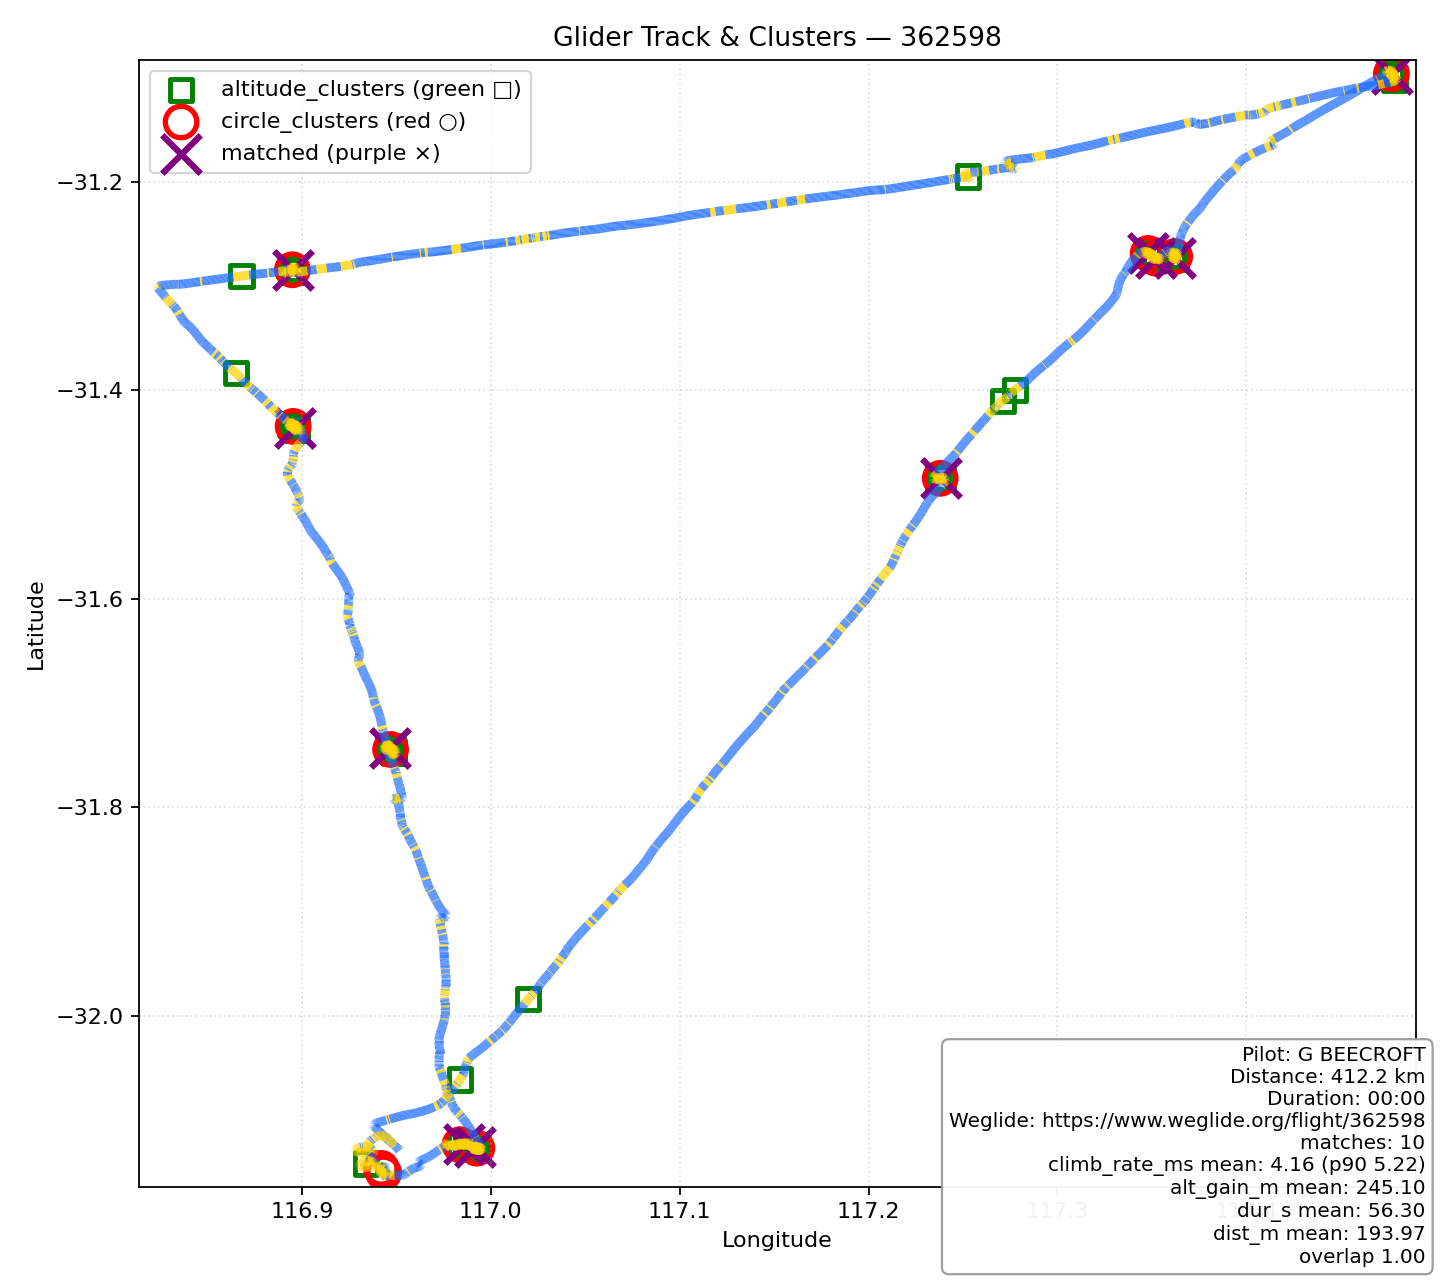 Glider Track & Clusters — 362598
altitude_clusters (green □)
circle_clusters (red ○)
matched (purple ×)
Latitude
−31.2
−31.4
−31.6
−31.8
−32.0
116.9
117.0
117.1
117.2
117.3
Longitude
Pilot: G BEECROFT
Distance: 412.2 km
Duration: 00:00
Weglide: https://www.weglide.org/flight/362598
matches: 10
climb_rate_ms mean: 4.16 (p90 5.22)
alt_gain_m mean: 245.10
dur_s mean: 56.30
dist_m mean: 193.97
overlap 1.00